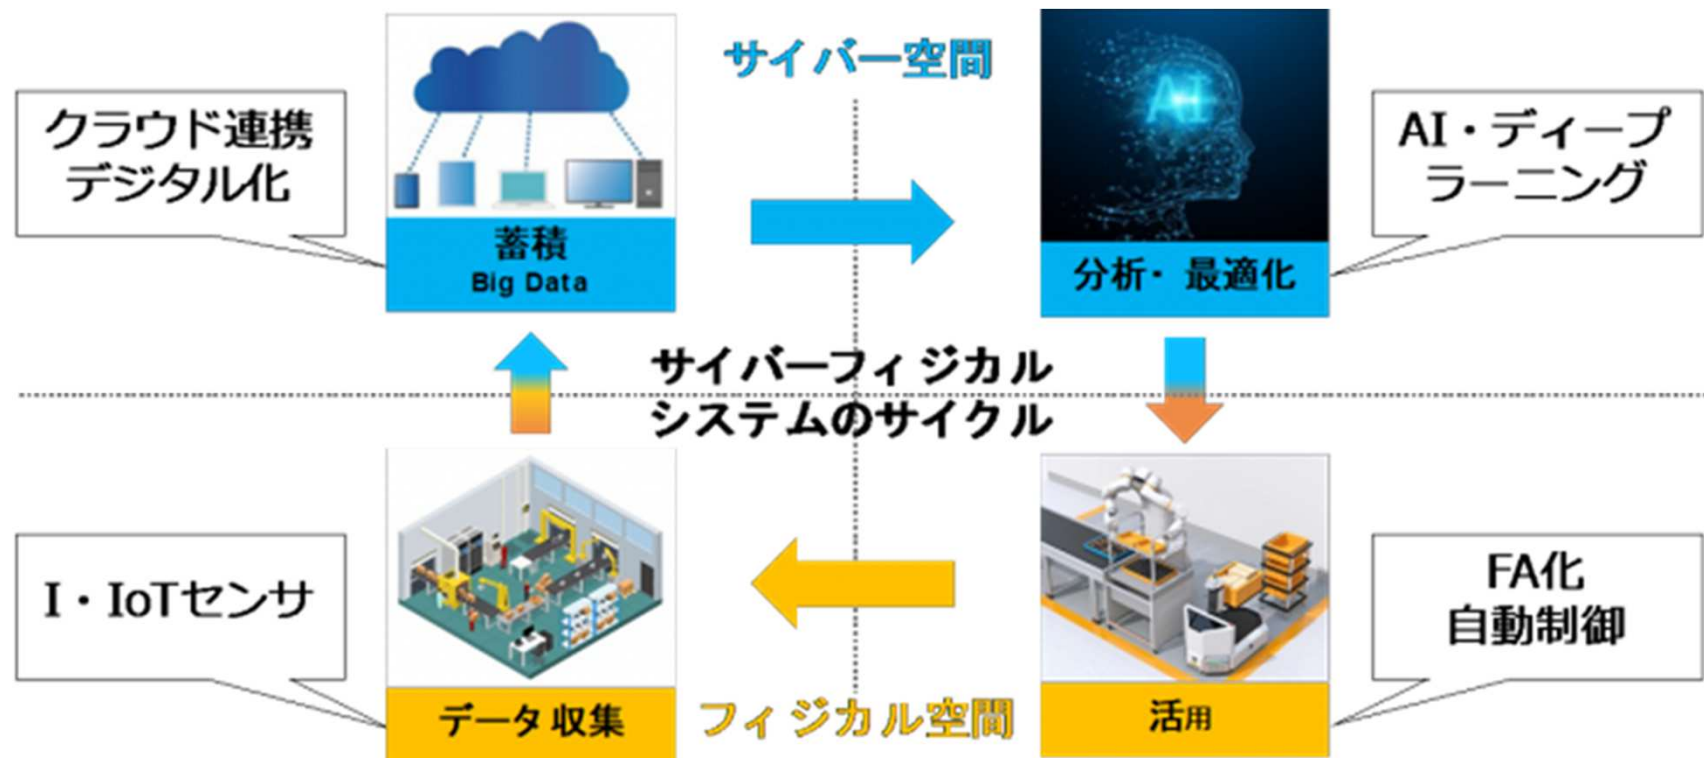 サイバー空間
クラウド連携
デジタル化
AI
AI・ディープ
ラーニング
蓄積
Big Data
分析・最適化
サイバーフィジカル
システムのサイクル
I・IoTセンサ
FA化
自動制御
データ収集
フィジカル空間
活用